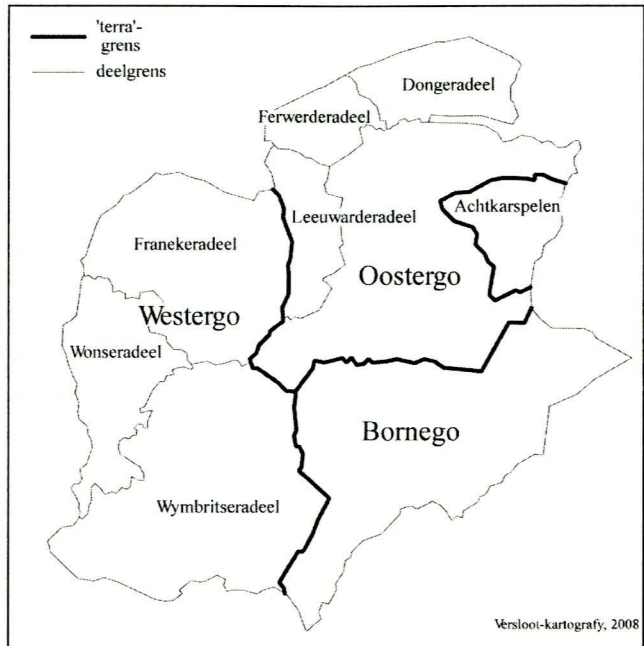 'terra'-
grens
deelgrens
Dongeradeel
Ferwerderadeel
Achtkarspelen
Leeuwarderadeel
Franekeradeel
Oostergo
Westergo
Wonseradeel
Bornego
Wymbritseradeel
Versloot-kartografy, 2008